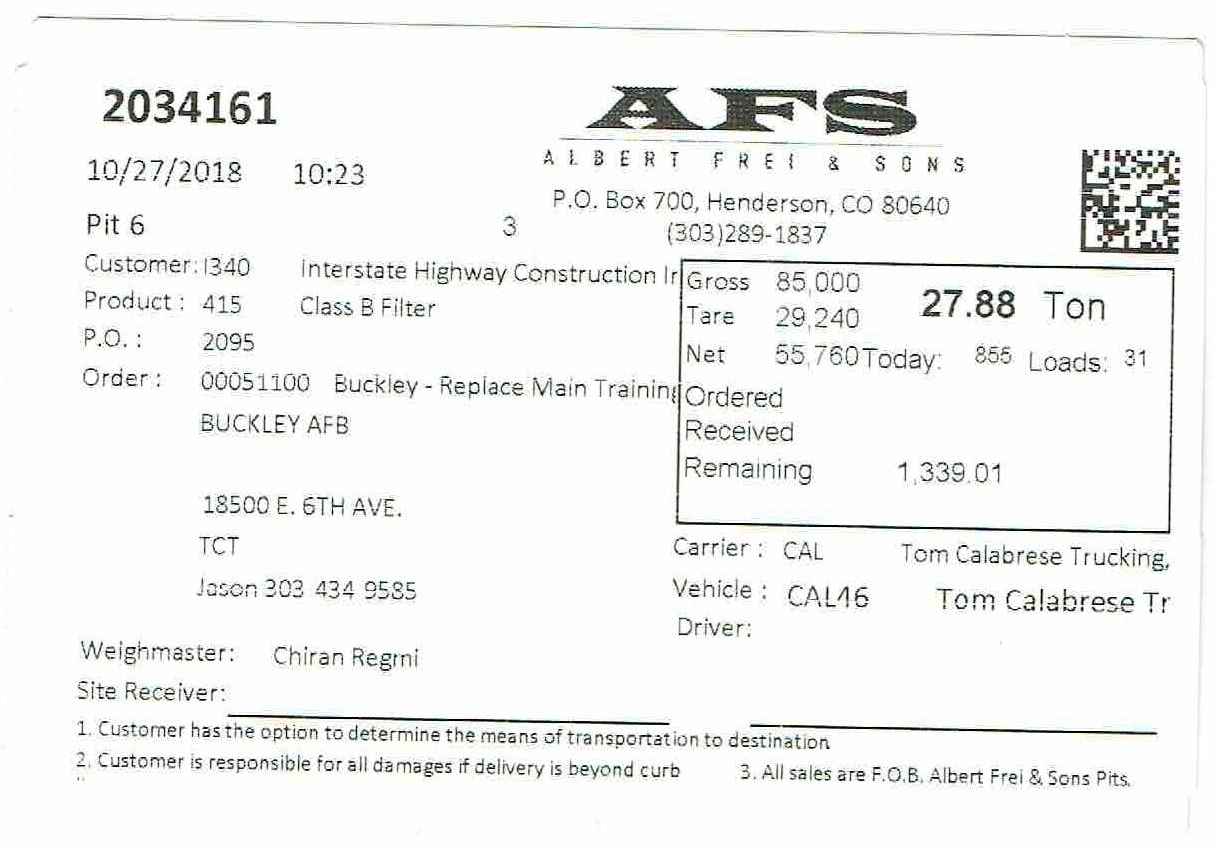 2034161
AFS
ALBERT FREI & SONS
10/27/2018 10:23
P.O. Box 700, Henderson, CO 80640
Pit 6 3 (303)289-1837
Customer: I340 Interstate Highway Construction In
Product : 415 Class B Filter
P.O. : 2095
Order : 00051100 Buckley - Replace Main Training
BUCKLEY AFB
18500 E. 6TH AVE.
TCT
Jason 303 434 9585
Gross 85,000 27.88 Ton
Tare 29,240
Net 55,760 Today: 855 Loads: 31
Ordered
Received
Remaining 1,339.01
Carrier : CAL Tom Calabrese Trucking,
Vehicle : CAL46 Tom Calabrese Tr
Driver:
Weighmaster: Chiran Regmi
Site Receiver:
1. Customer has the option to determine the means of transportation to destination
2. Customer is responsible for all damages if delivery is beyond curb 3. All sales are F.O.B. Albert Frei & Sons Pits.